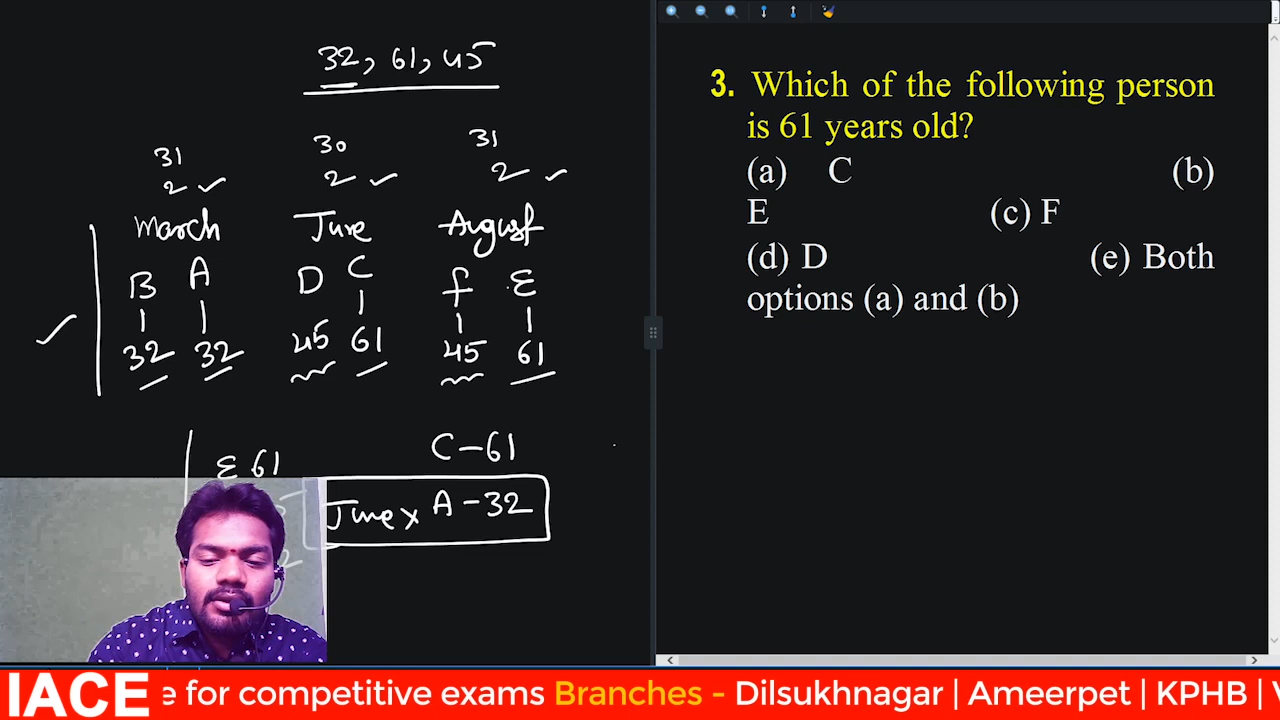 32, 61, 45
31 30 31
2 ✓ 2 ✓ 2 ✓
March June August
B A D C F E
32 32 45 61 45 61
C-61
E 61
June x A-32
2
3. Which of the following person
is 61 years old?
(a) C (b)
E (c) F
(d) D (e) Both
options (a) and (b)
IACE e for competitive exams Branches - Dilsukhnagar | Ameerpet | KPHB | V